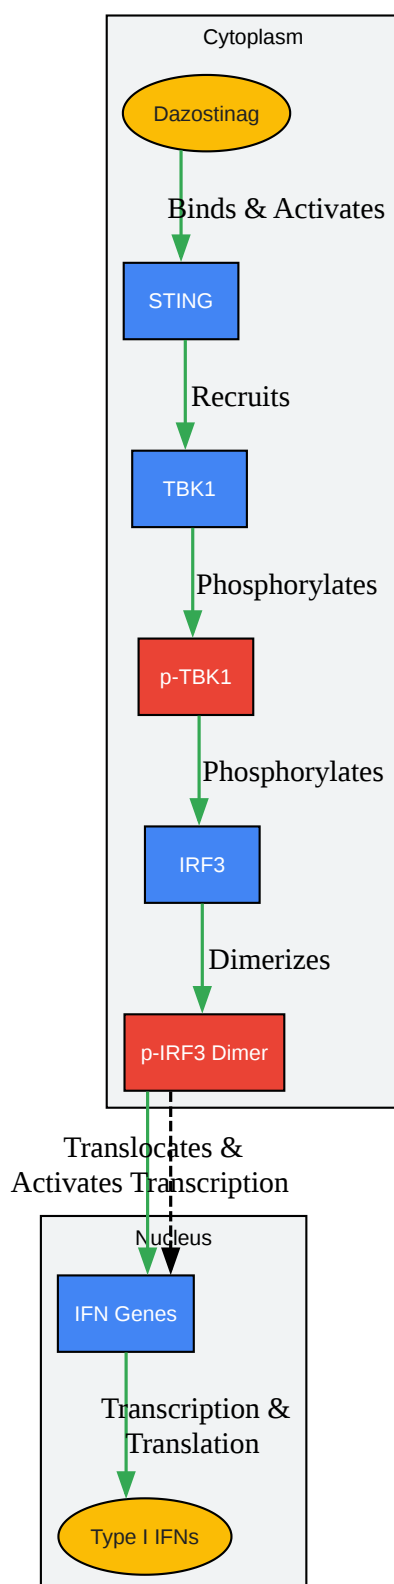 Cytoplasm
Dazostinag
Binds & Activates
STING
Recruits
TBK1
Phosphorylates
p-TBK1
Phosphorylates
IRF3
Dimerizes
p-IRF3 Dimer
Translocates &
Activates Transcription
Nucleus
IFN Genes
Transcription &
Translation
Type I IFNs